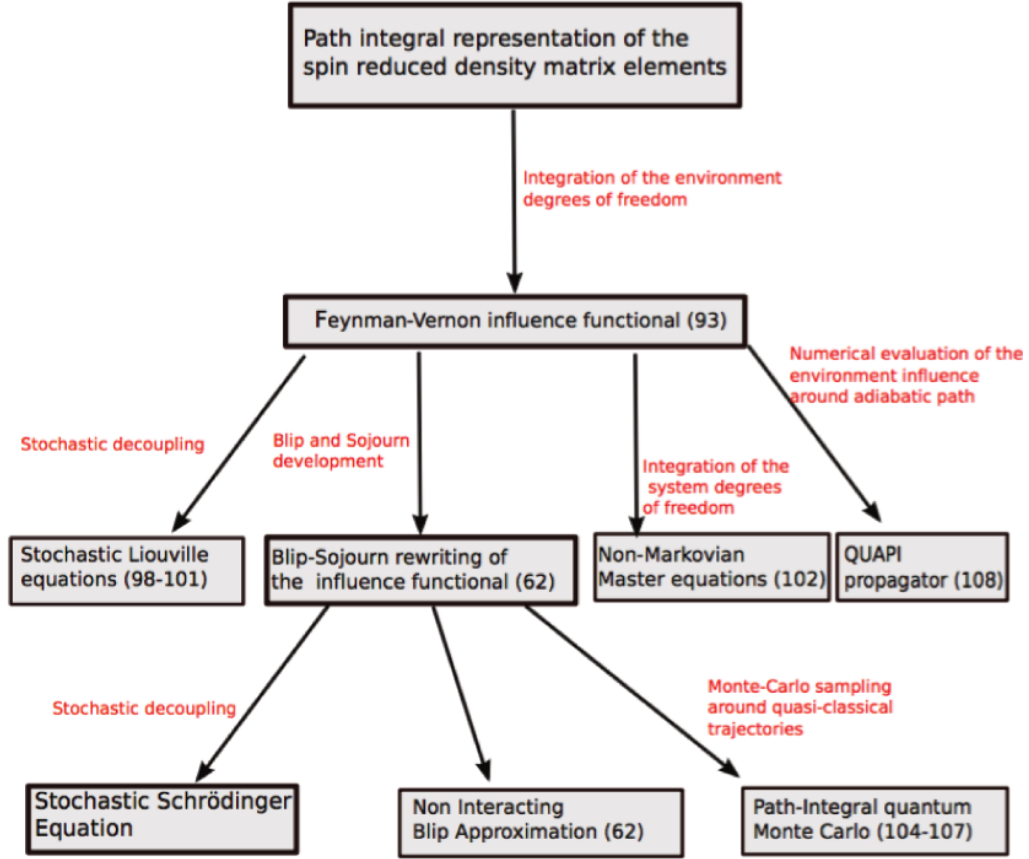 Path integral representation of the
spin reduced density matrix elements
Integration of the environment
degrees of freedom
Feynman-Vernon influence functional (93)
Numerical evaluation of the
environment influence
around adiabatic path
Stochastic decoupling
Blip and Sojourn
development
Integration of the
system degrees
of freedom
Stochastic Liouville
equations (98-101)
Blip-Sojourn rewriting of
the influence functional (62)
Non-Markovian
Master equations (102)
QUAPI
propagator (108)
Stochastic decoupling
Monte-Carlo sampling
around quasi-classical
trajectories
Stochastic Schrödinger
Equation
Non Interacting
Blip Approximation (62)
Path-Integral quantum
Monte Carlo (104-107)